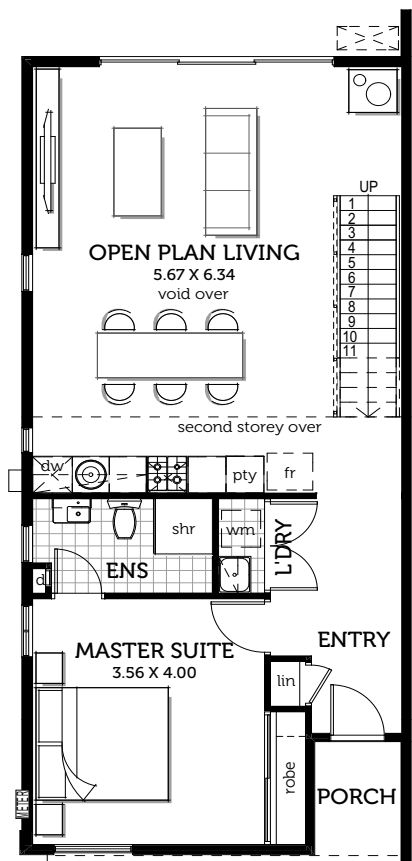 UP
1
2
3
4
5
6
7
8
9
10
11
OPEN PLAN LIVING
5.67 X 6.34
void over
second storey over
dw
pty
fr
shr
wm
L'DRY
ENS
d
ENTRY
MASTER SUITE
3.56 X 4.00
lin
robe
PORCH
METER